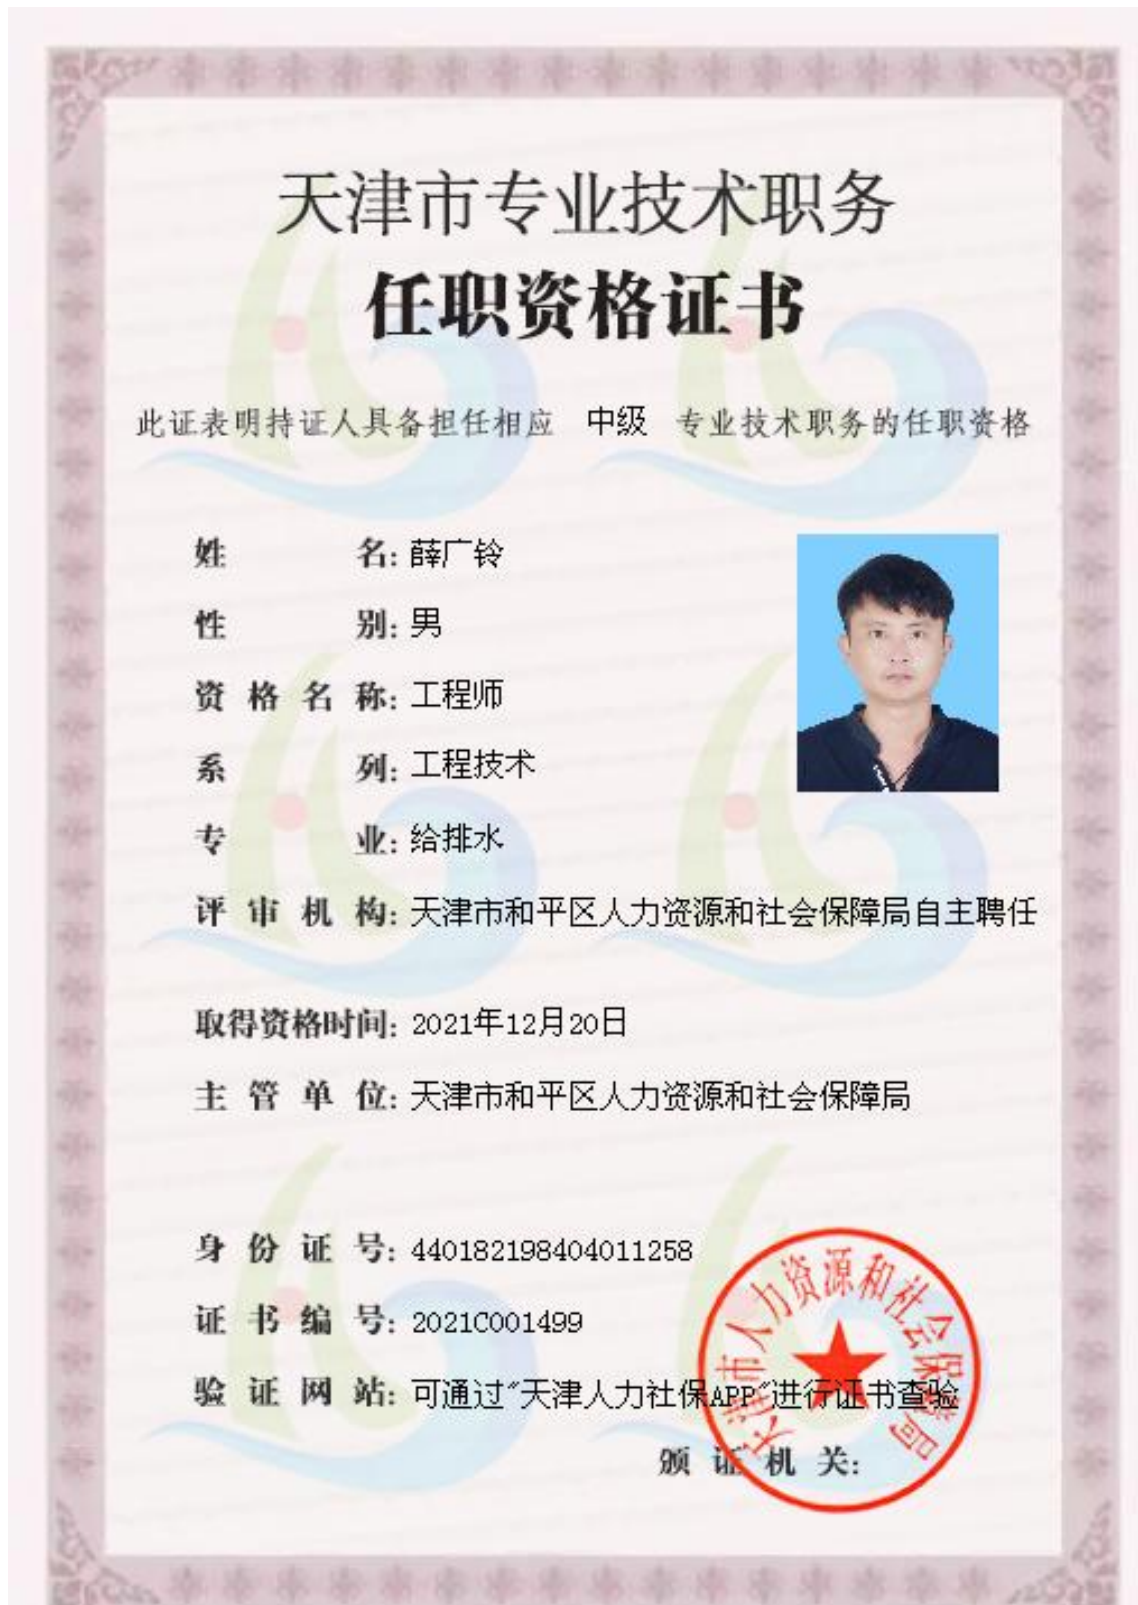 天津市专业技术职务
任职资格证书
此证表明持证人具备担任相应 中级 专业技术职务的任职资格
姓名: 薛广铃
性别: 男
资格名称: 工程师
系列: 工程技术
专业: 给排水
评审机构: 天津市和平区人力资源和社会保障局自主聘任
取得资格时间: 2021年12月20日
主管单位: 天津市和平区人力资源和社会保障局
身份证号: 440182198404011258
证书编号: 2021C001499
验证网站: 可通过"天津人力社保APP"进行证书查验
颁证机关:
天津市人力资源和社会保障局